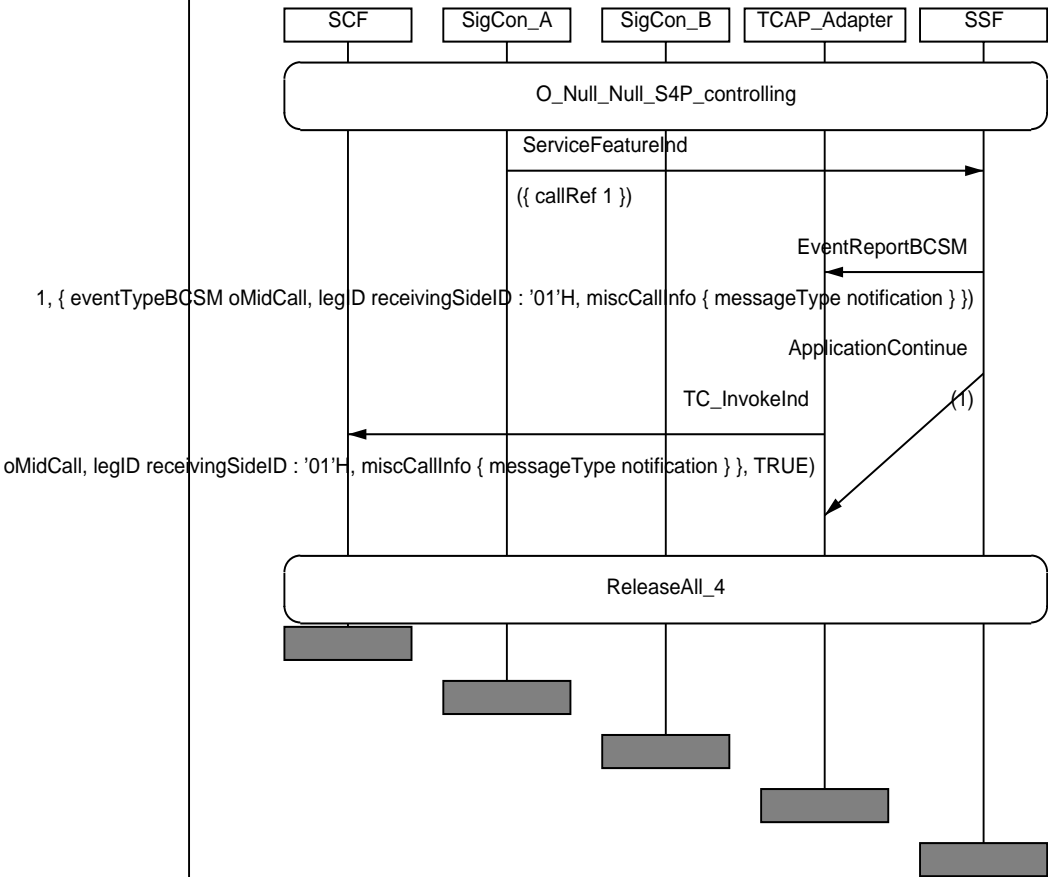 SCF SigCon_A SigCon_B TCAP_Adapter SSF
O_Null_Null_S4P_controlling
ServiceFeatureInd
({ callRef 1 })
EventReportBCSM
1, { eventTypeBCSM oMidCall, legID receivingSideID : '01'H, miscCallInfo { messageType notification } })
ApplicationContinue
TC_InvokeInd (1)
oMidCall, legID receivingSideID : '01'H, miscCallInfo { messageType notification } }, TRUE)
ReleaseAll_4